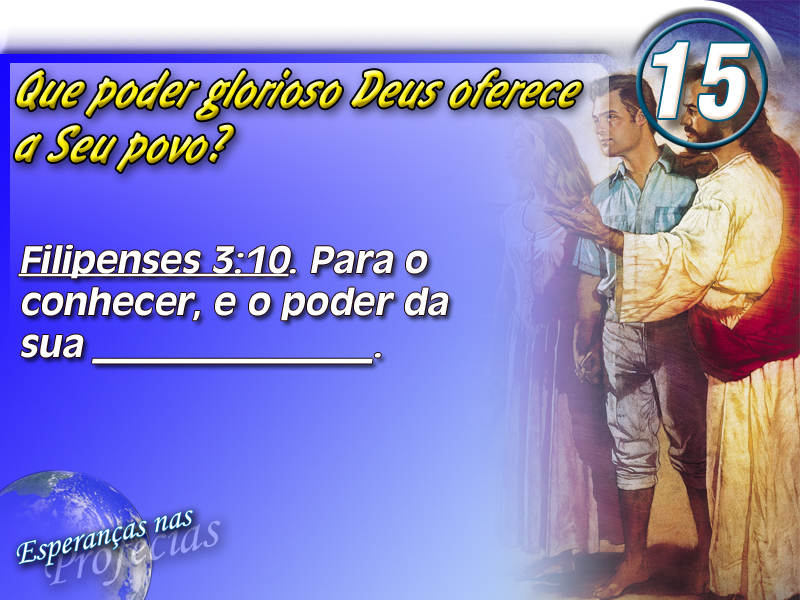 15
Que poder glorioso Deus oferece
a Seu povo?
Filipenses 3:10. Para o
conhecer, e o poder da
sua _______________.
Esperanças nas
Profecias